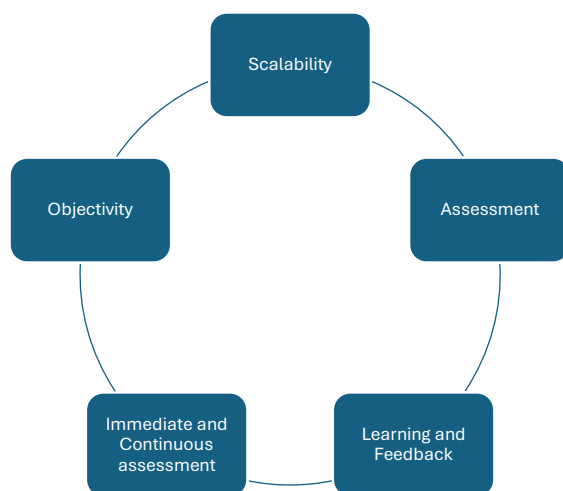 Scalability
Assessment
Learning and
Feedback
Immediate and
Continuous
assessment
Objectivity